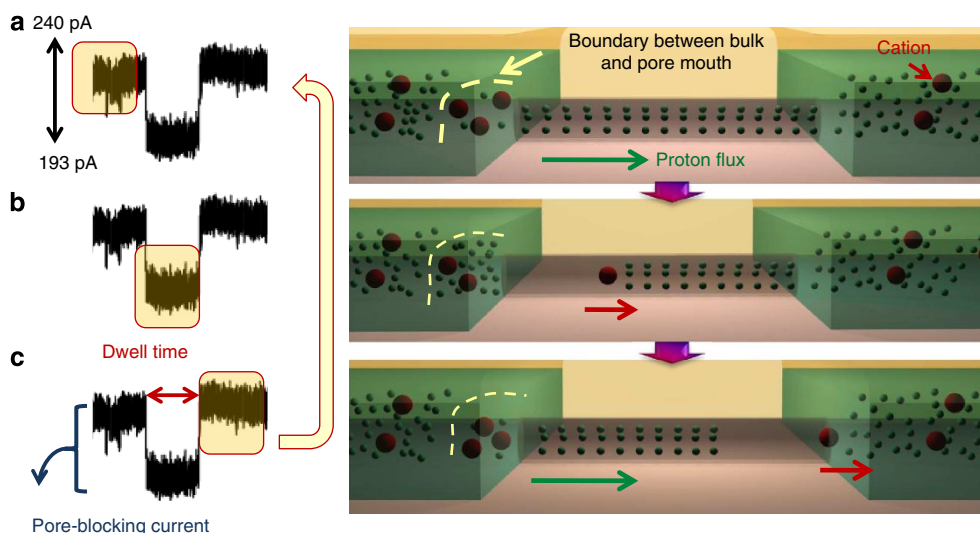 a
240 pA
193 pA
Boundary between bulk
and pore mouth
Cation
Proton flux
b
Dwell time
c
Pore-blocking current